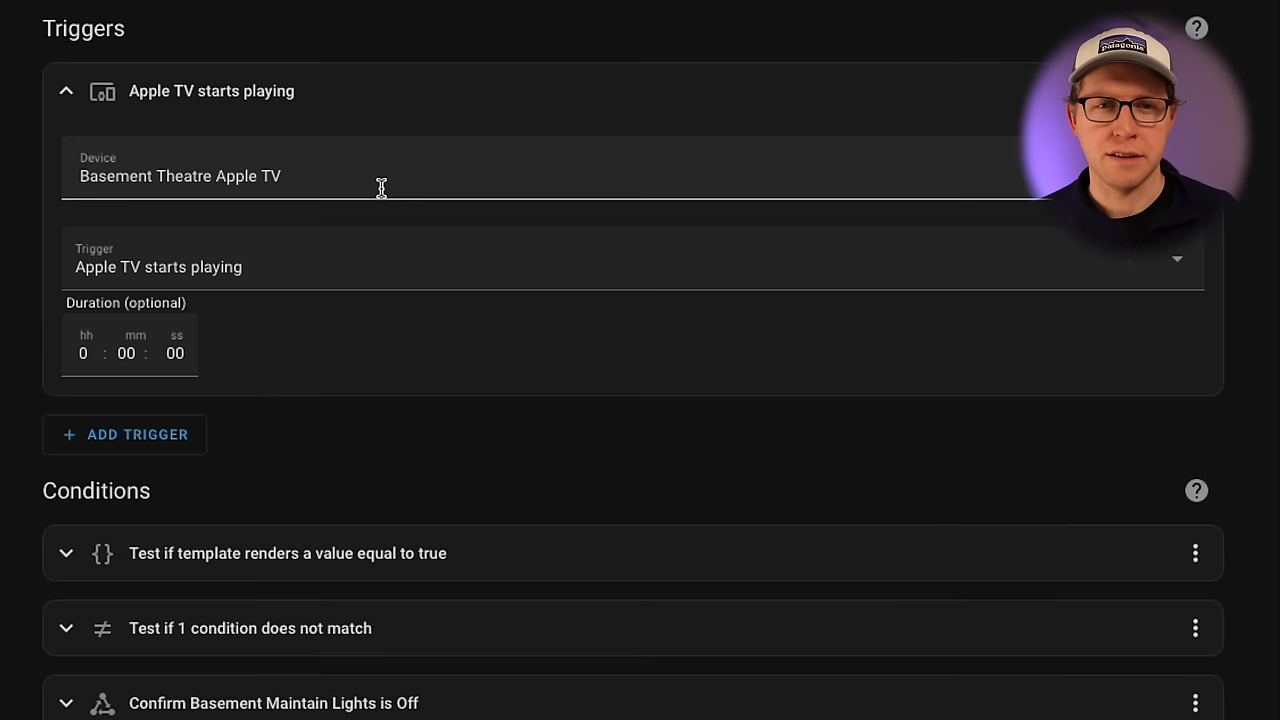 Triggers
patagonia
Apple TV starts playing
Device
Basement Theatre Apple TV
Trigger
Apple TV starts playing
Duration (optional)
hh mm ss
0 : 00 : 00
+ ADD TRIGGER
Conditions
{} Test if template renders a value equal to true
≠ Test if 1 condition does not match
Confirm Basement Maintain Lights is Off